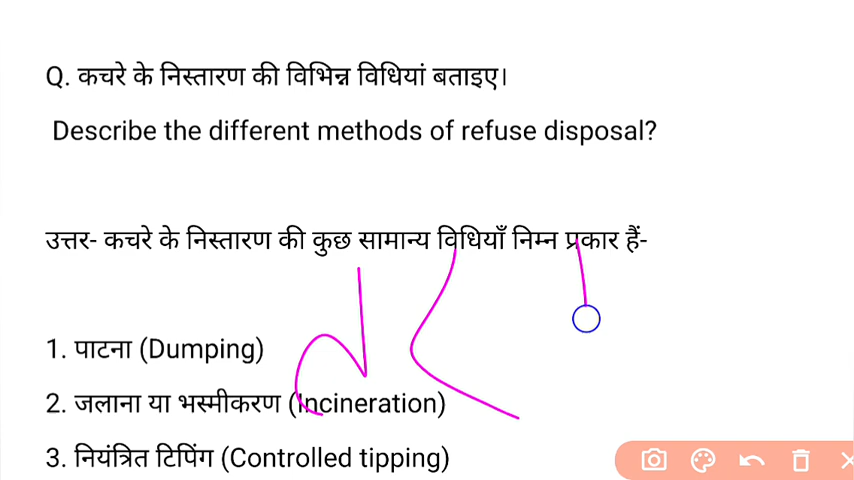 Q. कचरे के निस्तारण की विभिन्न विधियां बताइए।
Describe the different methods of refuse disposal?
उत्तर- कचरे के निस्तारण की कुछ सामान्य विधियाँ निम्न प्रकार हैं-
1. पाटना (Dumping)
2. जलाना या भस्मीकरण (Incineration)
3. नियंत्रित टिपिंग (Controlled tipping)